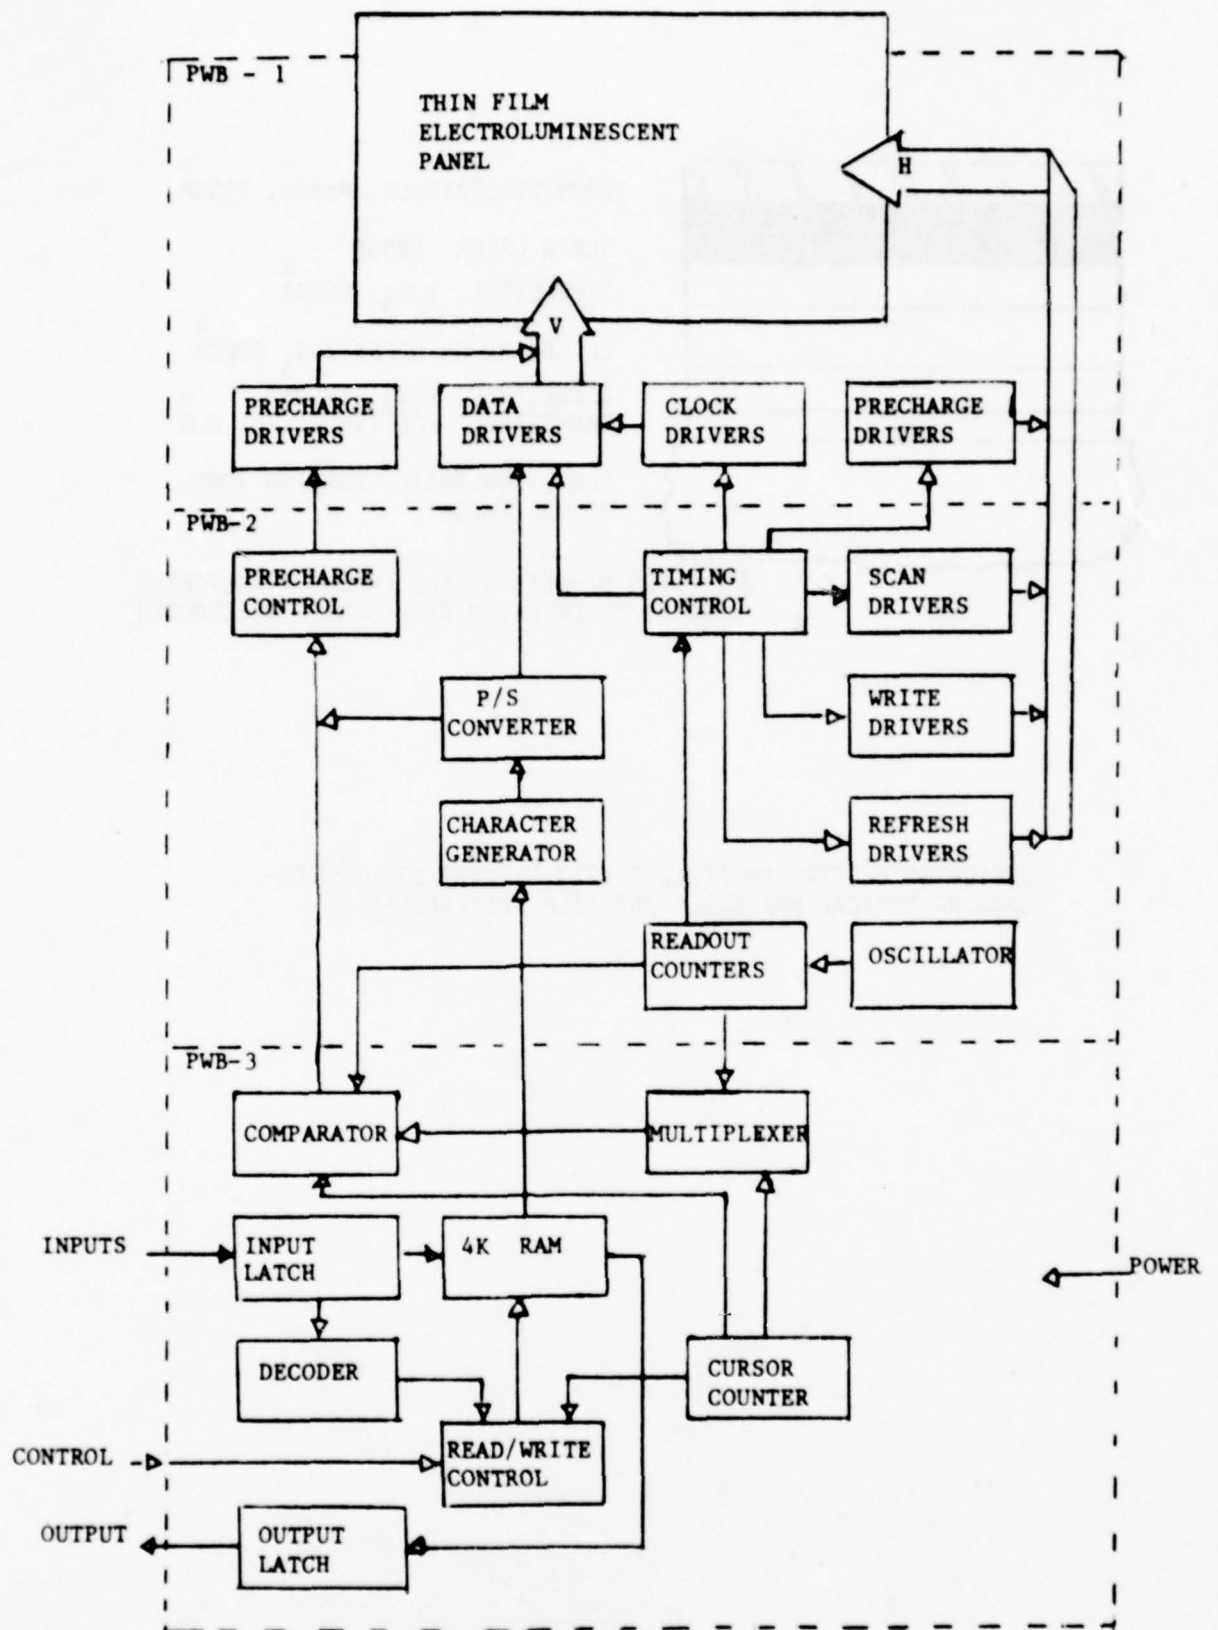 PWB - 1
THIN FILM
ELECTROLUMINESCENT
PANEL
H
V
PRECHARGE
DRIVERS
DATA
DRIVERS
CLOCK
DRIVERS
PRECHARGE
DRIVERS
PWB-2
PRECHARGE
CONTROL
TIMING
CONTROL
SCAN
DRIVERS
P/S
CONVERTER
WRITE
DRIVERS
CHARACTER
GENERATOR
REFRESH
DRIVERS
READOUT
COUNTERS
OSCILLATOR
PWB-3
COMPARATOR
MULTIPLEXER
INPUTS
INPUT
LATCH
4K RAM
POWER
DECODER
CURSOR
COUNTER
CONTROL
READ/WRITE
CONTROL
OUTPUT
OUTPUT
LATCH